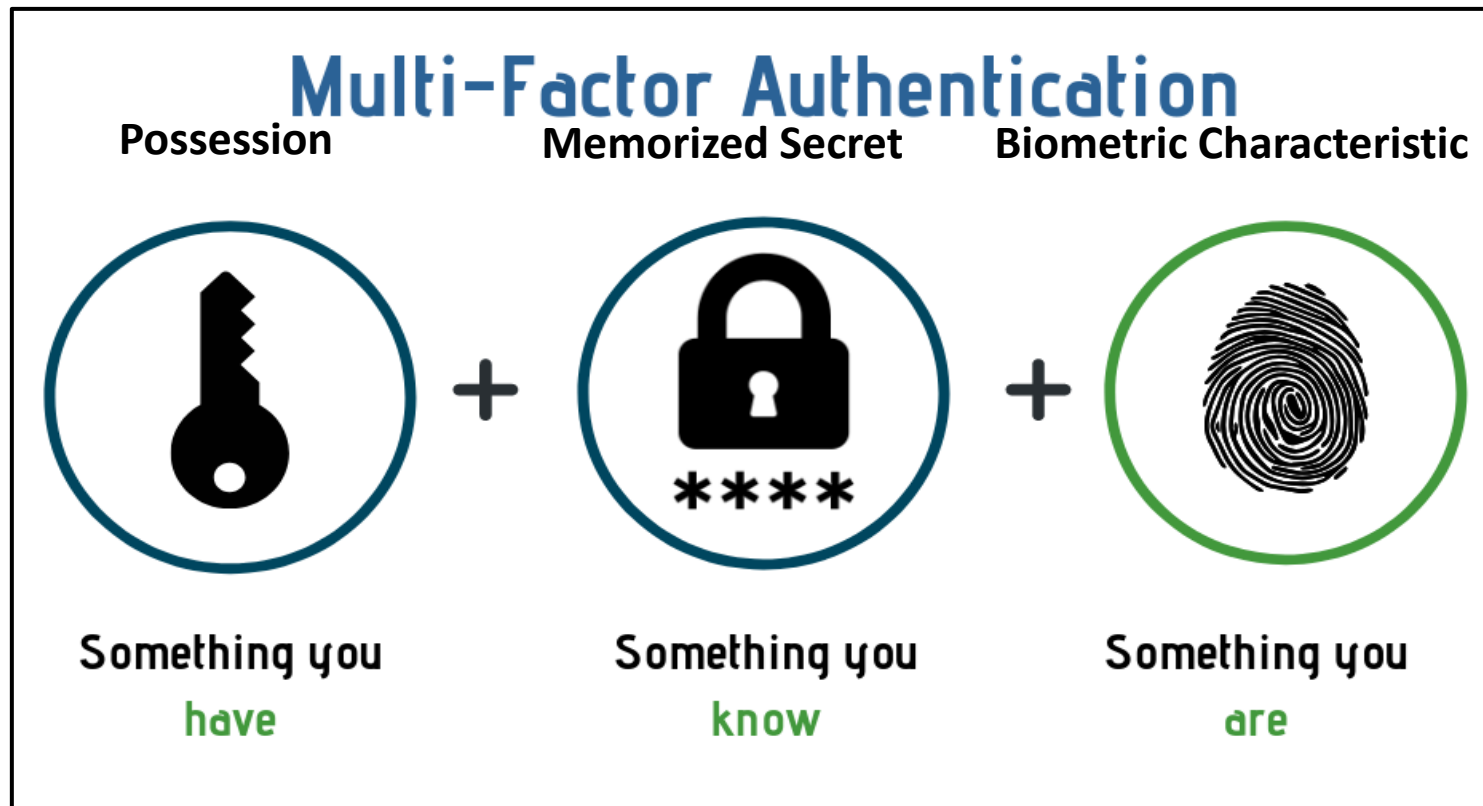 Multi-Factor Authentication
Possession
Memorized Secret
Biometric Characteristic
****
Something you
have
Something you
know
Something you
are